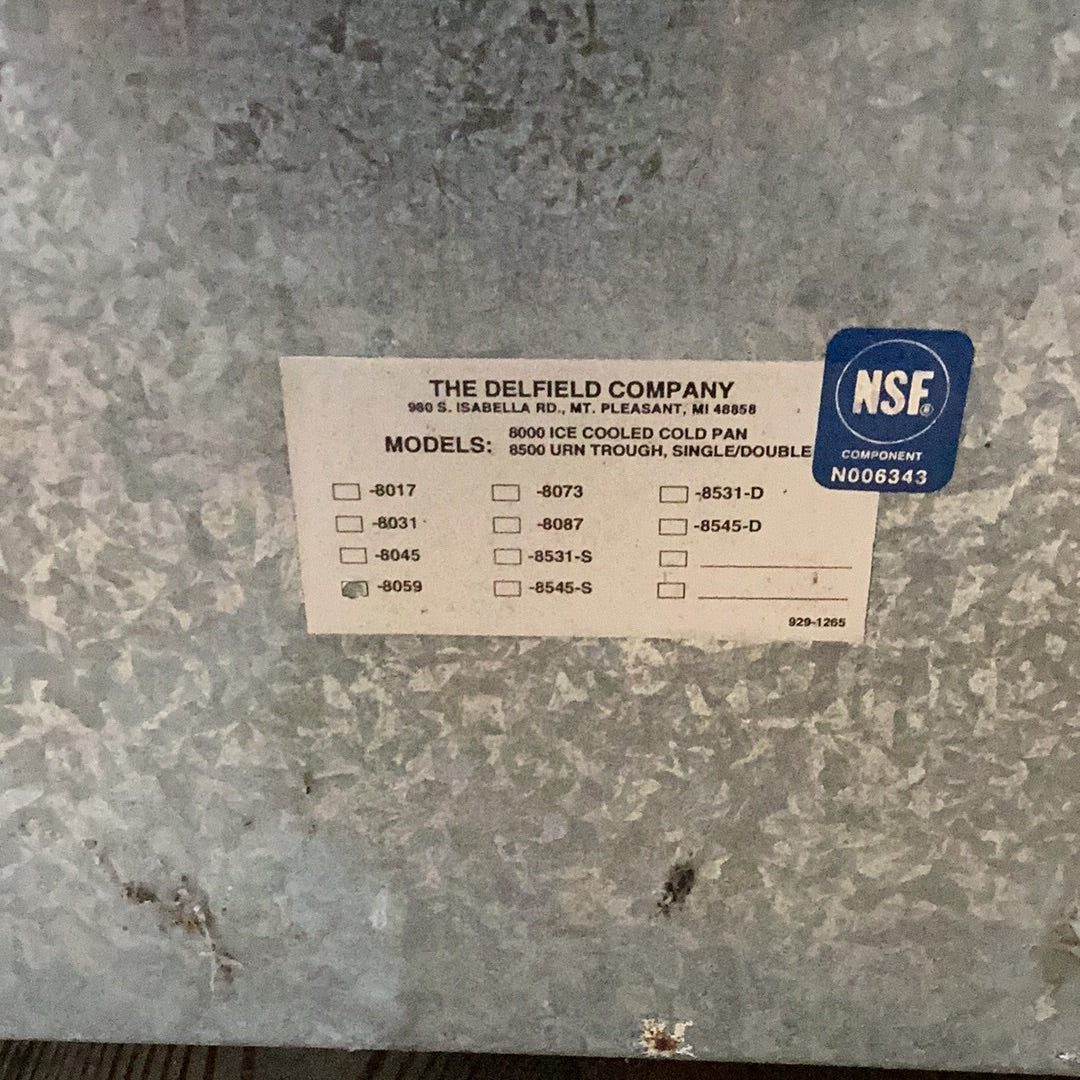 THE DELFIELD COMPANY
980 S. ISABELLA RD., MT. PLEASANT, MI 48858
MODELS: 8000 ICE COOLED COLD PAN
8500 URN TROUGH, SINGLE/DOUBLE
-8017 -8073 -8531-D
-8031 -8087 -8545-D
-8045 -8531-S
-8059 -8545-S
929-1265
NSF®
COMPONENT
N006343